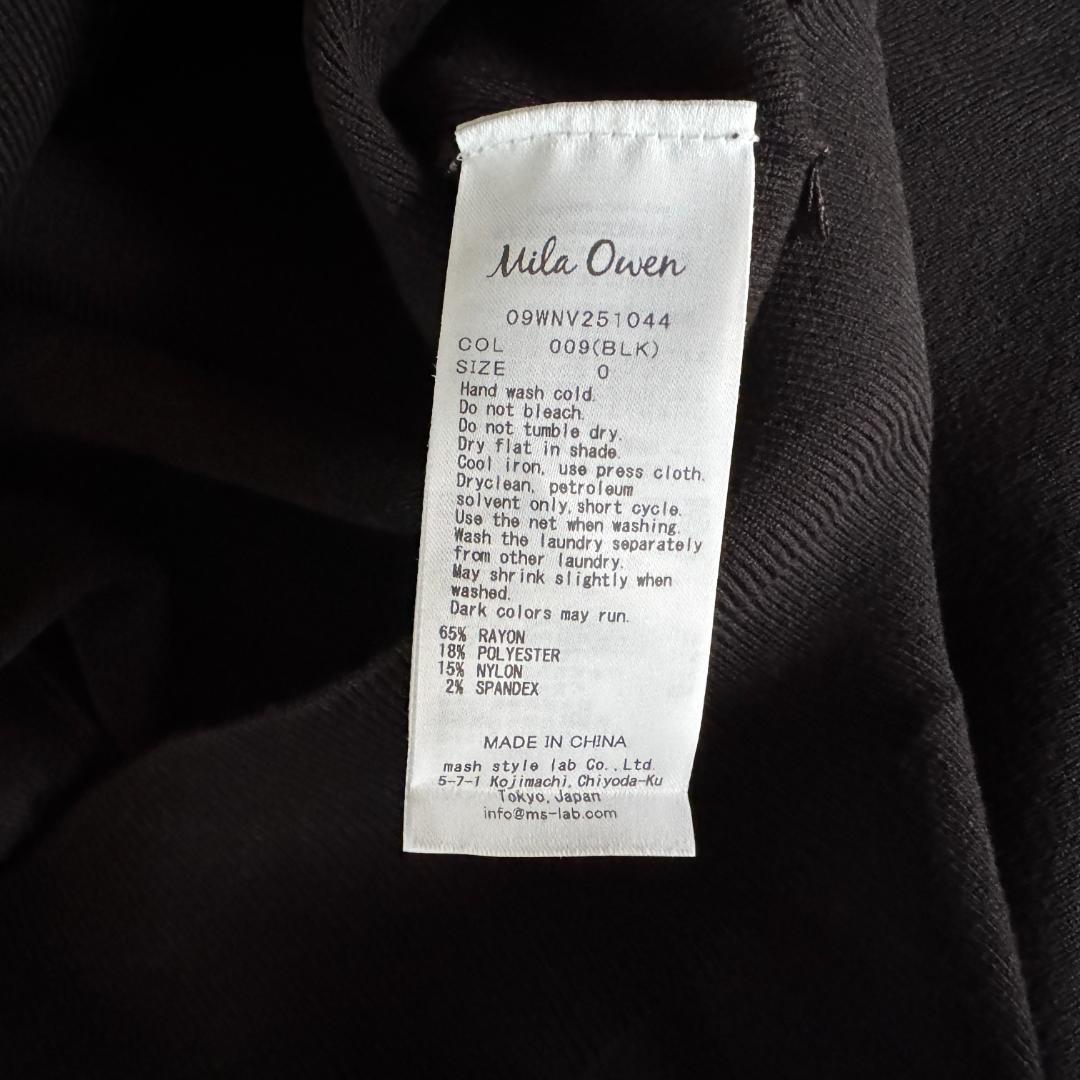 Mila Owen
09WNV251044
COL 009(BLK)
SIZE 0
Hand wash cold.
Do not bleach.
Do not tumble dry.
Dry flat in shade.
Cool iron, use press cloth.
Dryclean, petroleum
solvent only, short cycle.
Use the net when washing.
Wash the laundry separately
from other laundry.
May shrink slightly when
washed.
Dark colors may run.
65% RAYON
18% POLYESTER
15% NYLON
2% SPANDEX
MADE IN CHINA
mash style lab Co., Ltd.
5-7-1 Kojimachi, Chiyoda-Ku
Tokyo, Japan
info@ms-lab.com